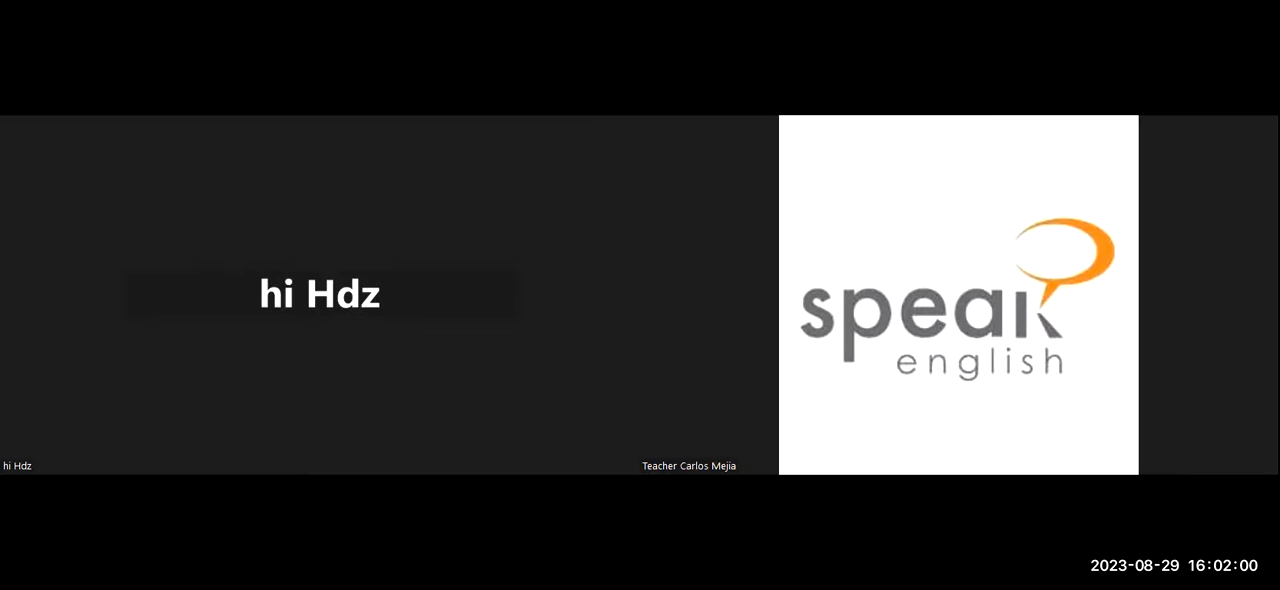 hi Hdz
speak
english
hi Hdz
Teacher Carlos Mejia
2023-08-29 16:02:00